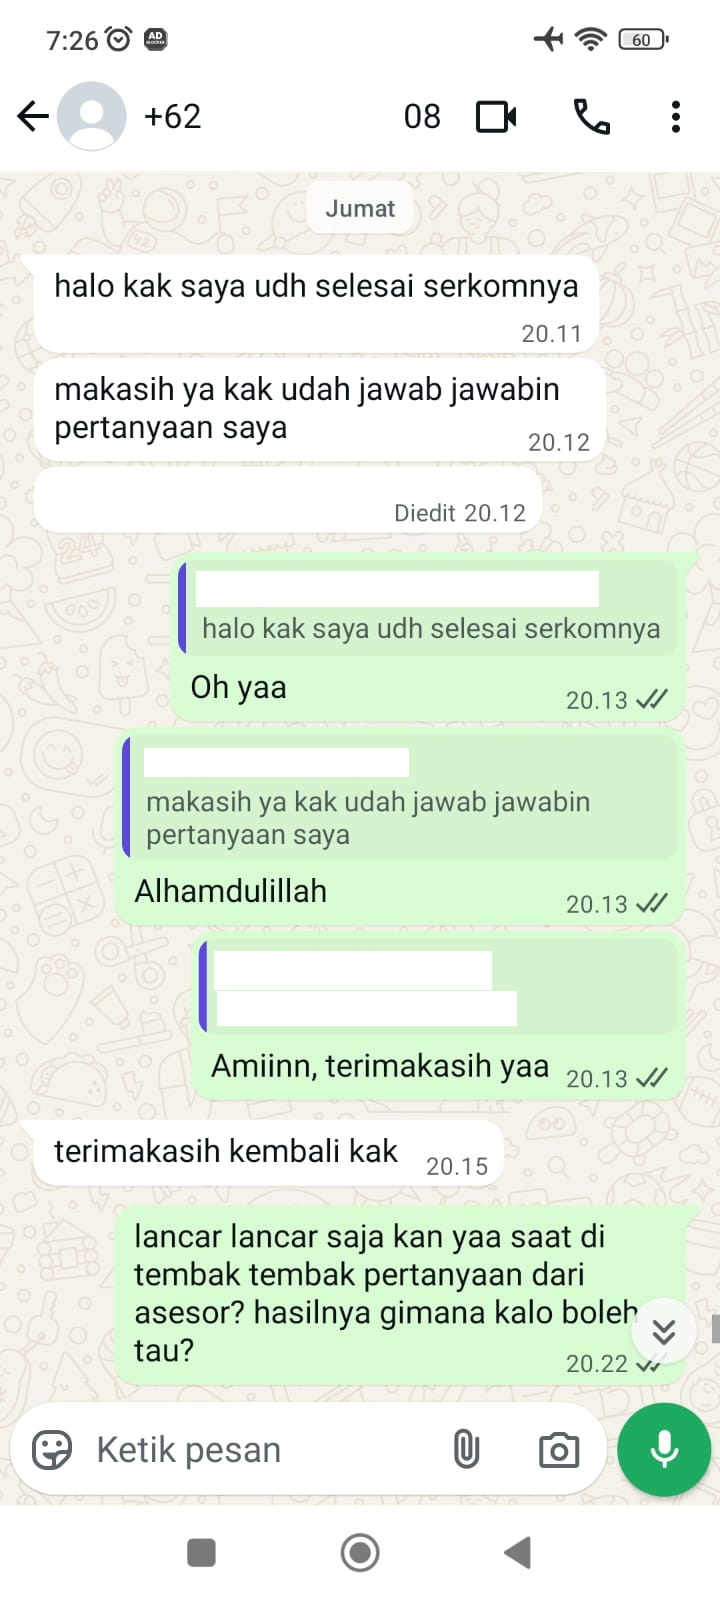 7:26
AD
60
+62 08
Jumat
halo kak saya udh selesai serkomnya
20.11
makasih ya kak udah jawab jawabin
pertanyaan saya
20.12
Diedit 20.12
halo kak saya udh selesai serkomnya
Oh yaa
20.13
makasih ya kak udah jawab jawabin
pertanyaan saya
Alhamdulillah
20.13
Amiinn, terimakasih yaa
20.13
terimakasih kembali kak
20.15
lancar lancar saja kan yaa saat di
tembak tembak pertanyaan dari
asesor? hasilnya gimana kalo boleh
tau?
20.22
Ketik pesan